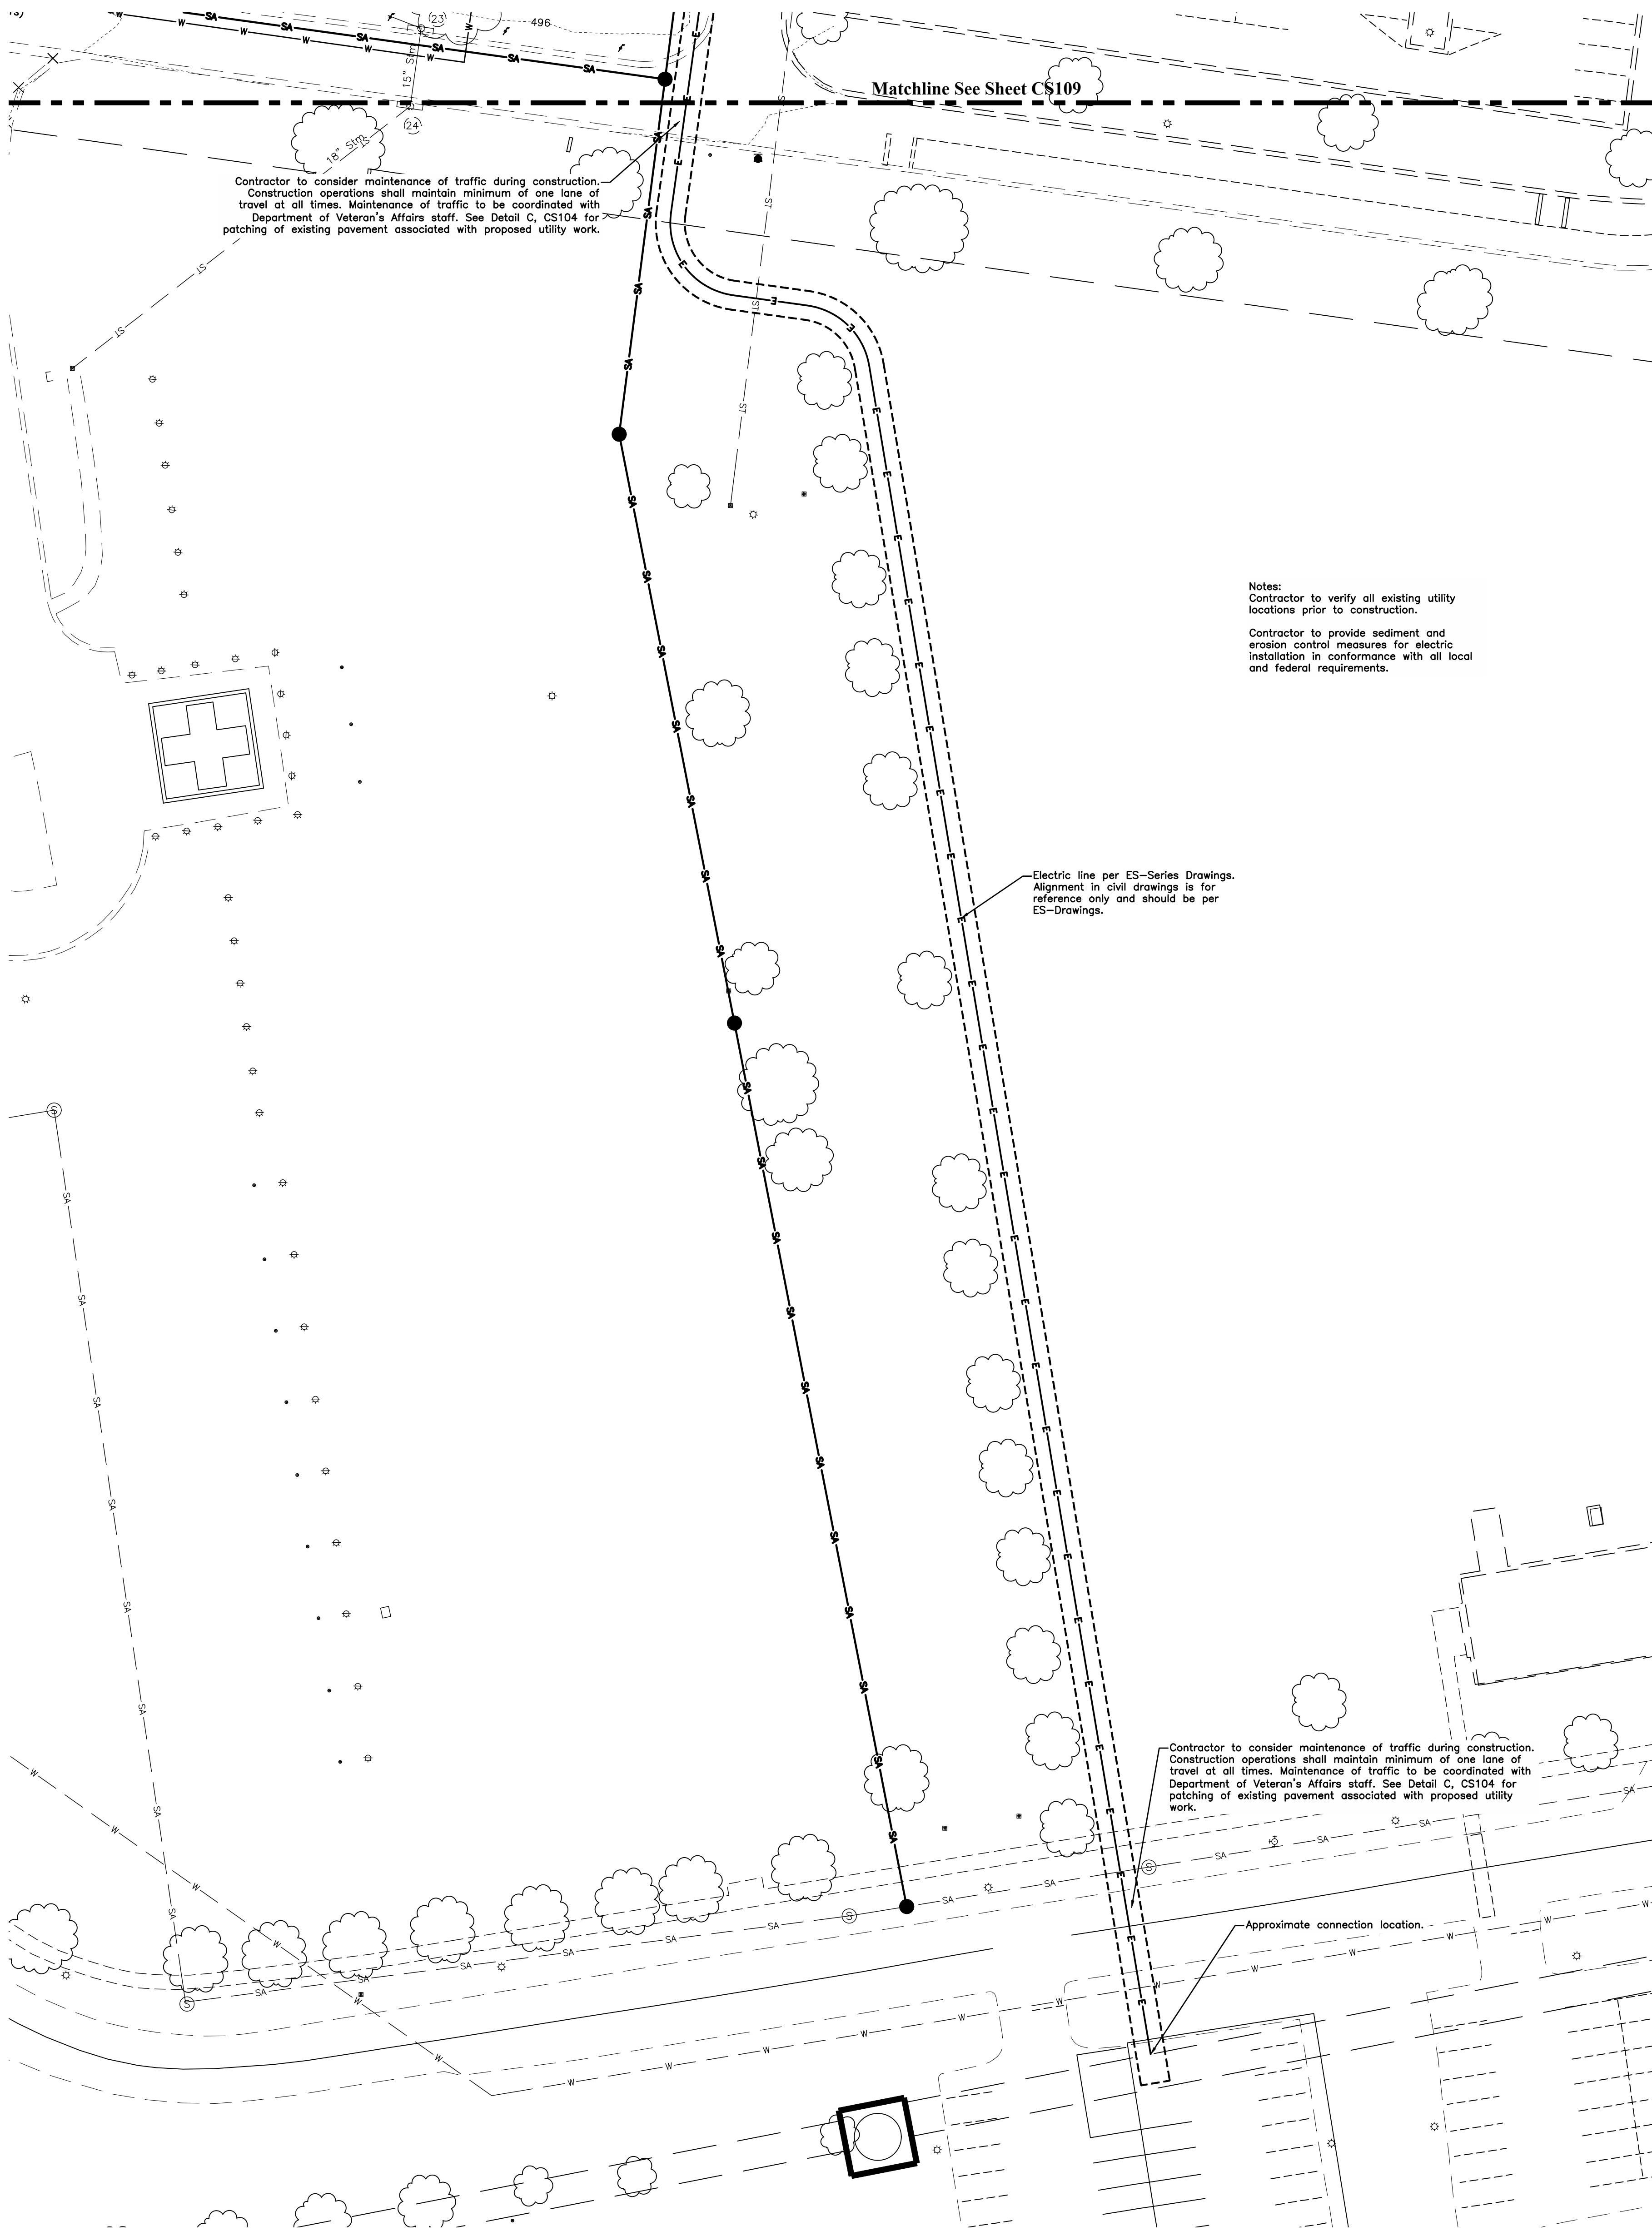 496
23
15" Stm
Matchline See Sheet CS109
24
18" Stm
Contractor to consider maintenance of traffic during construction.
Construction operations shall maintain minimum of one lane of
travel at all times. Maintenance of traffic to be coordinated with
Department of Veteran's Affairs staff. See Detail C, CS104 for
patching of existing pavement associated with proposed utility work.
Notes:
Contractor to verify all existing utility
locations prior to construction.
Contractor to provide sediment and
erosion control measures for electric
installation in conformance with all local
and federal requirements.
Electric line per ES-Series Drawings.
Alignment in civil drawings is for
reference only and should be per
ES-Drawings.
Contractor to consider maintenance of traffic during construction.
Construction operations shall maintain minimum of one lane of
travel at all times. Maintenance of traffic to be coordinated with
Department of Veteran's Affairs staff. See Detail C, CS104 for
patching of existing pavement associated with proposed utility
work.
Approximate connection location.